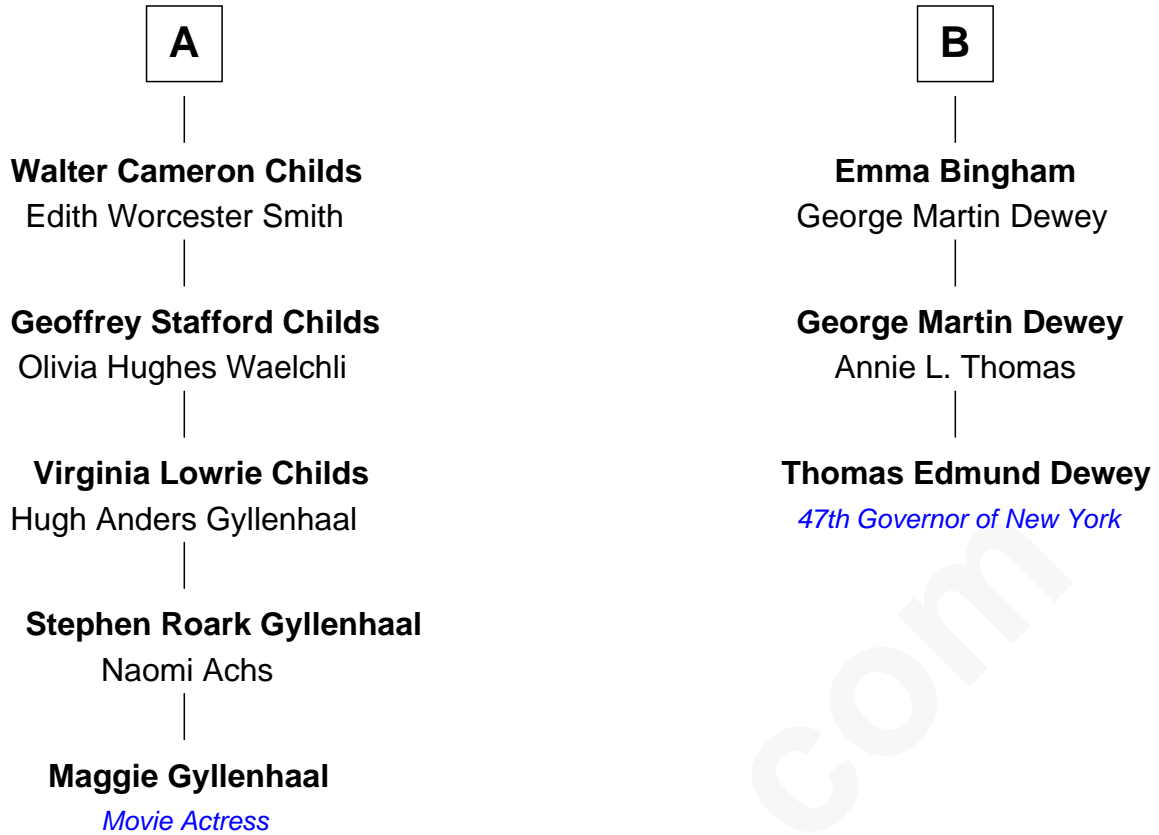 A
Walter Cameron Childs
Edith Worcester Smith
Geoffrey Stafford Childs
Olivia Hughes Waelchli
Virginia Lowrie Childs
Hugh Anders Gyllenhaal
Stephen Roark Gyllenhaal
Naomi Achs
Maggie Gyllenhaal
Movie Actress
B
Emma Bingham
George Martin Dewey
George Martin Dewey
Annie L. Thomas
Thomas Edmund Dewey
47th Governor of New York
com